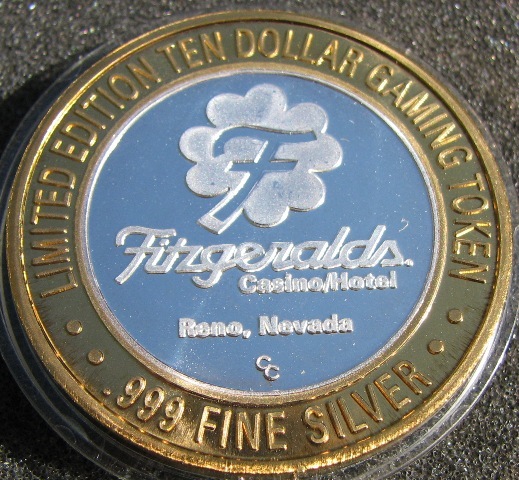 LIMITED EDITION TEN DOLLAR GAMING TOKEN
F
Fitzgeralds
Casino/Hotel
Reno, Nevada
CC
.999 FINE SILVER